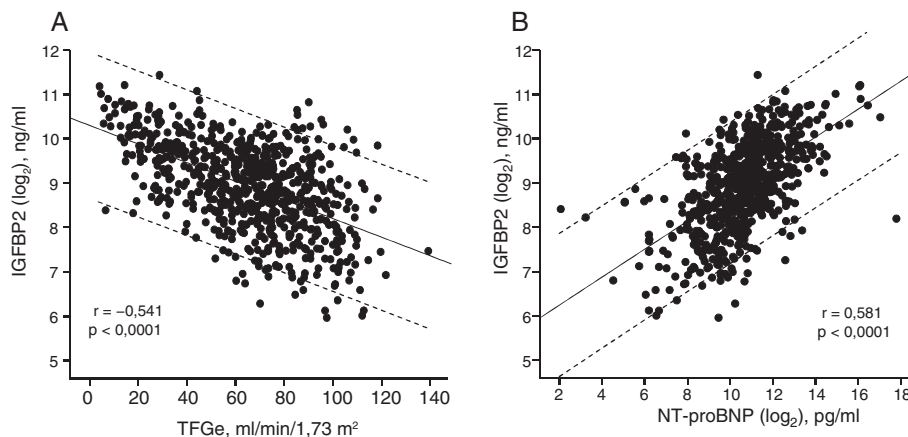 A
IGFBP2 (log₂), ng/ml
12
11
10
9
8
7
6
5
r = –0,541
p < 0,0001
0 20 40 60 80 100 120 140
TFGe, ml/min/1,73 m²
B
IGFBP2 (log₂), ng/ml
12
11
10
9
8
7
6
5
r = 0,581
p < 0,0001
2 4 6 8 10 12 14 16 18
NT-proBNP (log₂), pg/ml